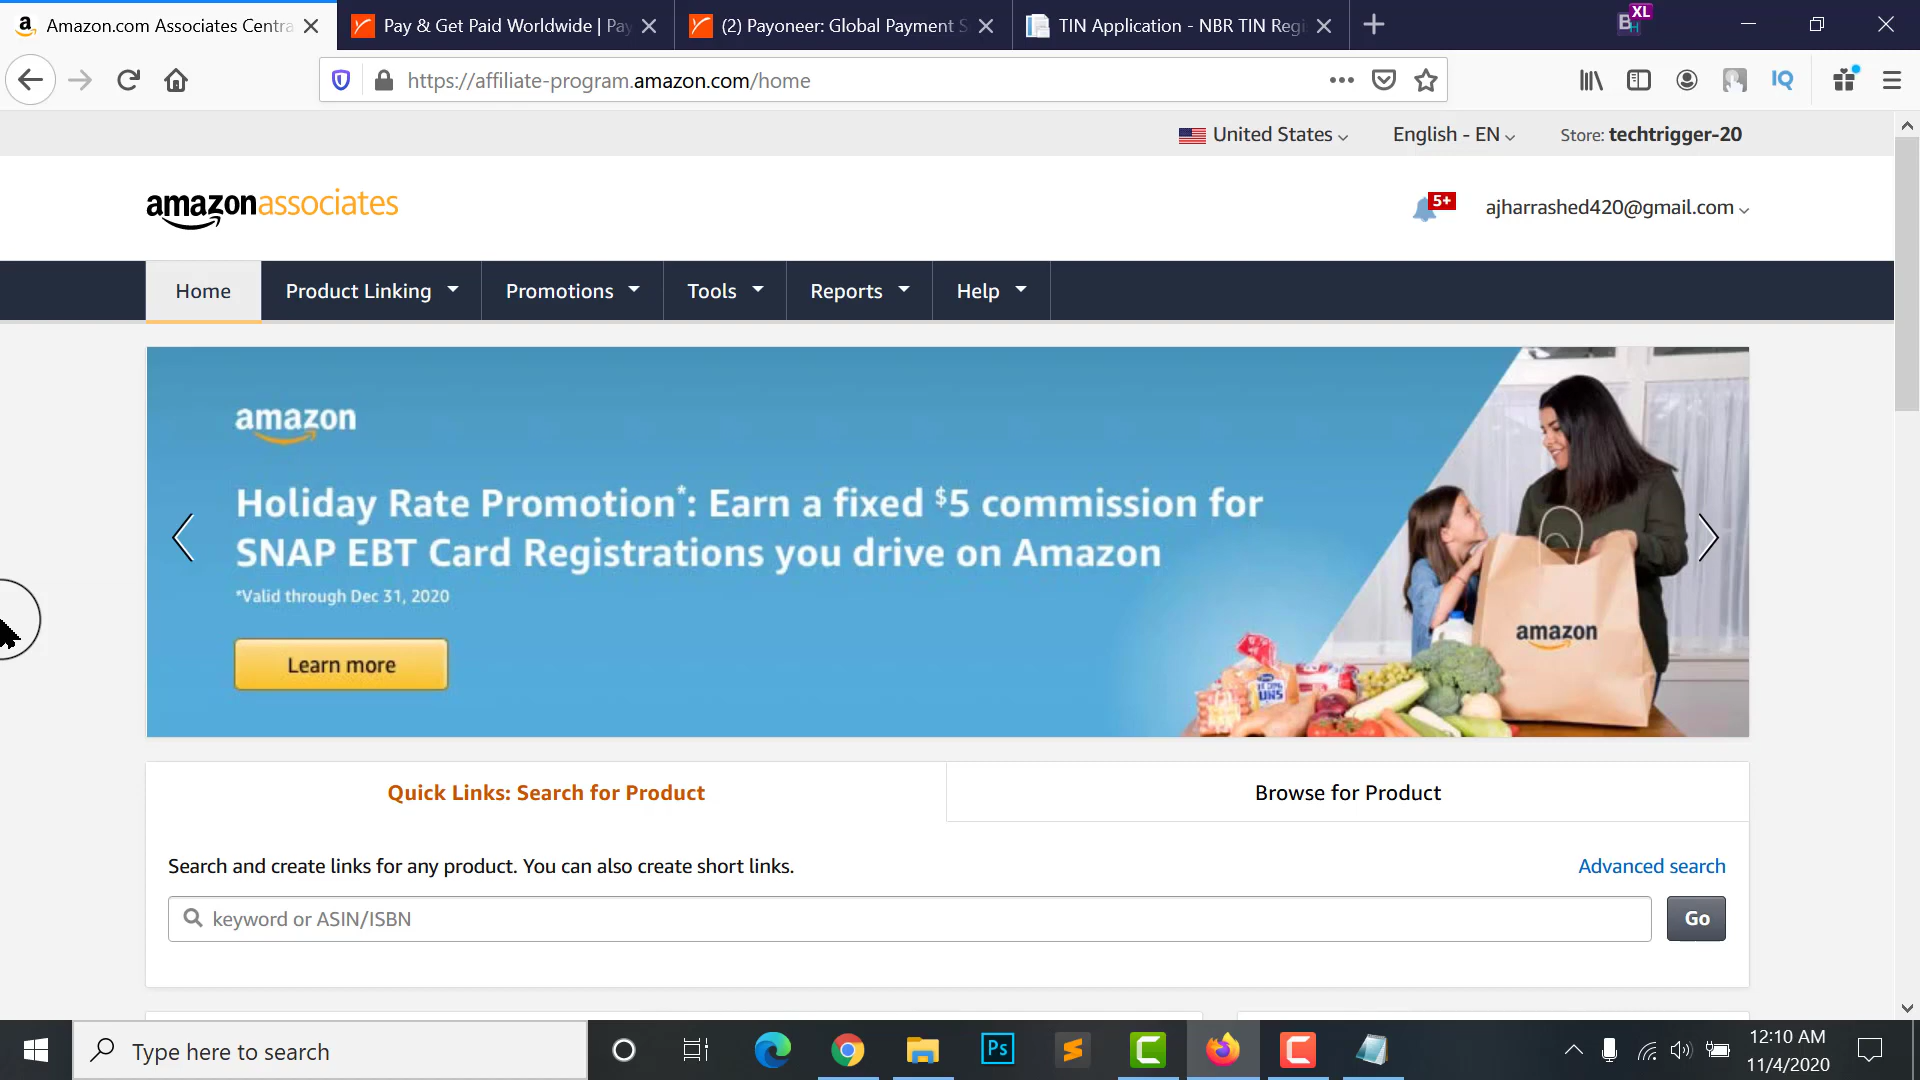 Amazon.com Associates Centra
Pay & Get Paid Worldwide | Pay
(2) Payoneer: Global Payment S
TIN Application - NBR TIN Regi
XL
BH
https://affiliate-program.amazon.com/home
IQ
United States
English - EN
Store: techtrigger-20
amazonassociates
5+
ajharrashed420@gmail.com
Home
Product Linking
Promotions
Tools
Reports
Help
amazon
Holiday Rate Promotion*: Earn a fixed $5 commission for
SNAP EBT Card Registrations you drive on Amazon
*Valid through Dec 31, 2020
Learn more
amazon
Quick Links: Search for Product
Browse for Product
Search and create links for any product. You can also create short links.
Advanced search
keyword or ASIN/ISBN
Go
Type here to search
Ps
12:10 AM
11/4/2020